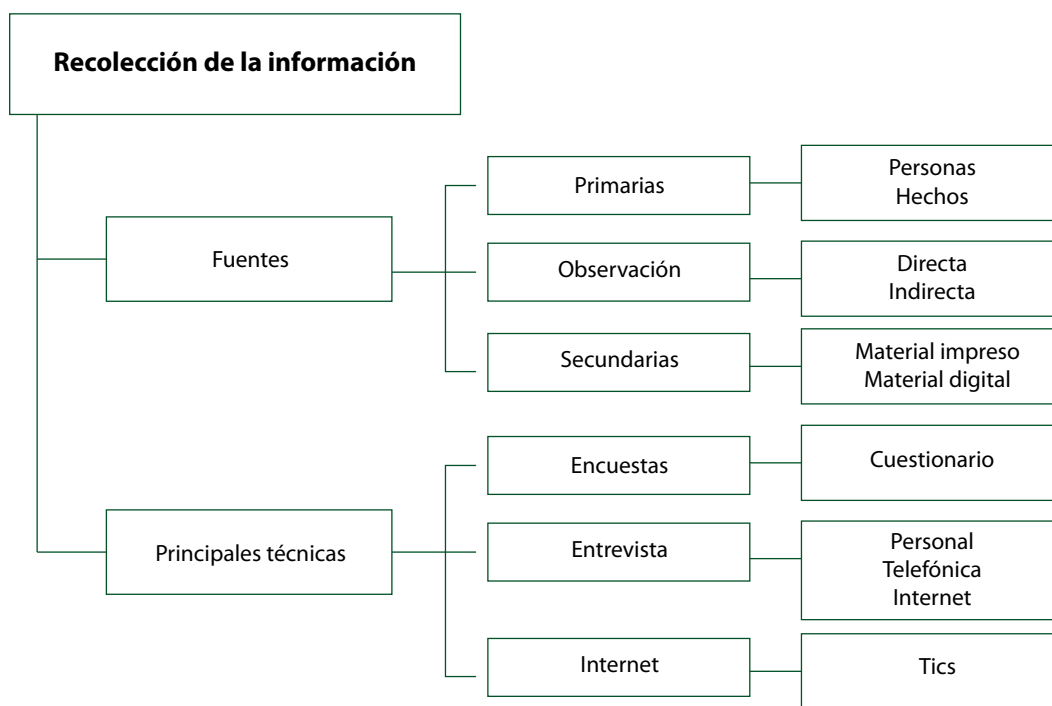 Recolección de la información
Fuentes
Primarias
Personas
Hechos
Observación
Directa
Indirecta
Secundarias
Material impreso
Material digital
Principales técnicas
Encuestas
Cuestionario
Entrevista
Personal
Telefónica
Internet
Internet
Tics